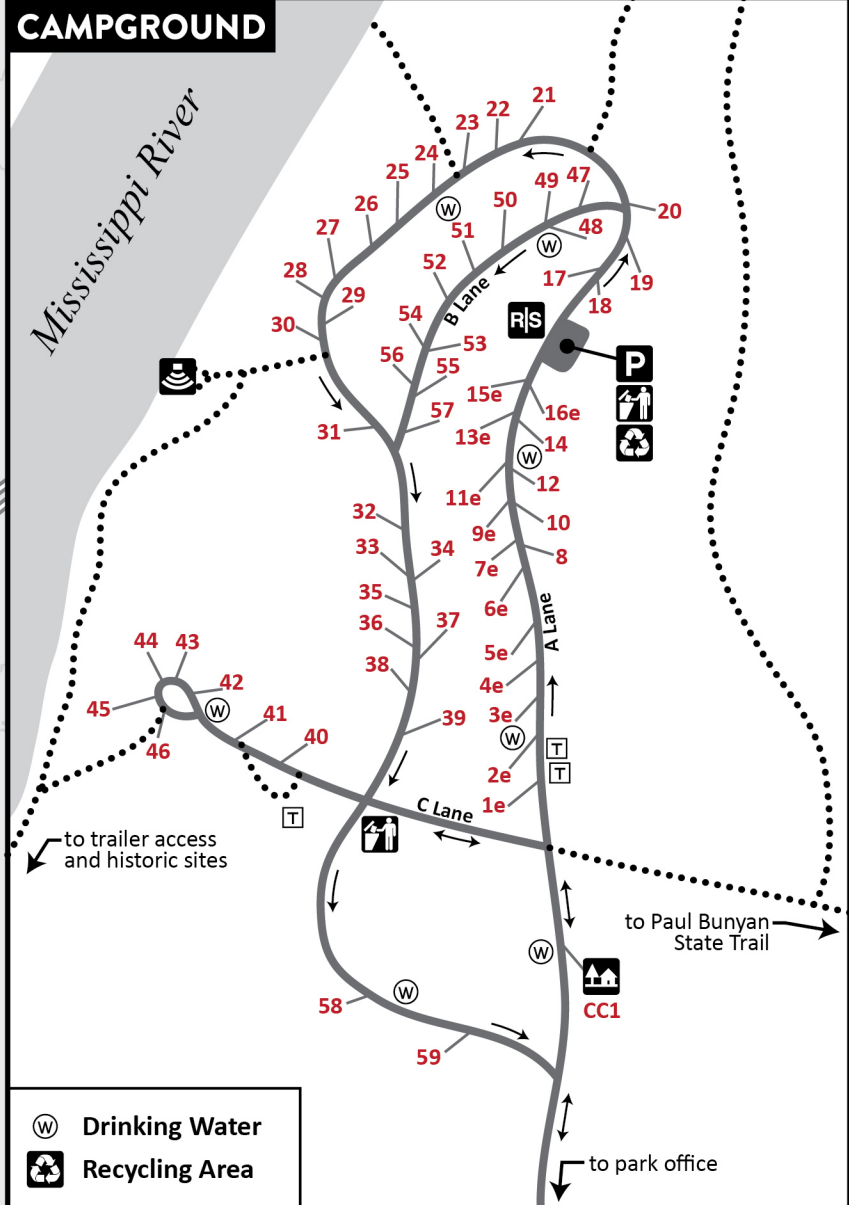 CAMPGROUND
Mississippi River
21
22
23
24
25
26
27
28
29
30
31
47
49
50
48
51
52
20
19
17
18
B Lane
54
53
56
55
57
R|S
P
15e
16e
13e
14
W
W
W
12
11e
10
9e
8
7e
6e
5e
4e
3e
2e
1e
A Lane
W
T
T
32
33
34
35
36
37
38
39
44
43
42
45
46
41
40
W
T
C Lane
to trailer access
and historic sites
to Paul Bunyan
State Trail
W
CC1
58
W
59
to park office
W Drinking Water
Recycling Area